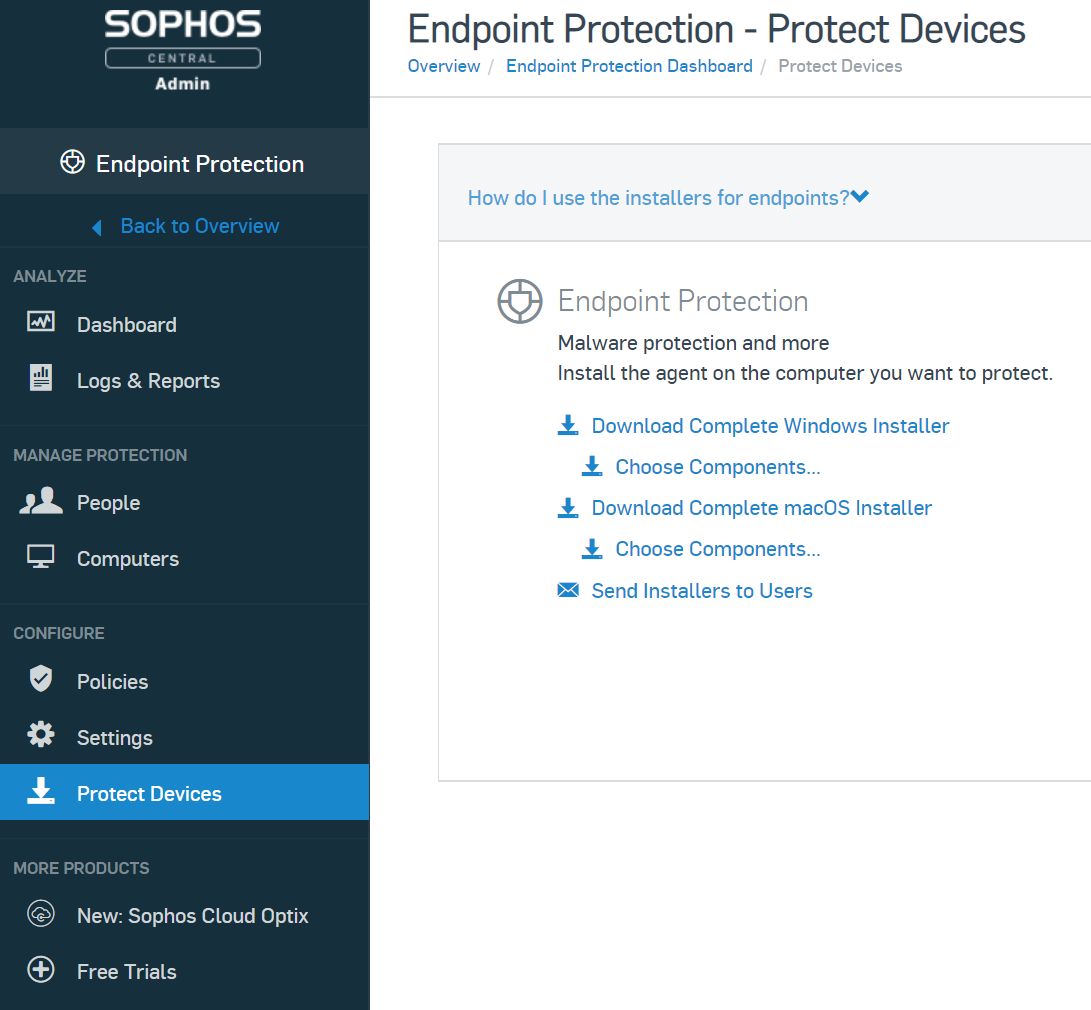 SOPHOS
CENTRAL
Admin
Endpoint Protection
Back to Overview
ANALYZE
Dashboard
Logs & Reports
MANAGE PROTECTION
People
Computers
CONFIGURE
Policies
Settings
Protect Devices
MORE PRODUCTS
New: Sophos Cloud Optix
Free Trials
Endpoint Protection - Protect Devices
Overview / Endpoint Protection Dashboard / Protect Devices
How do I use the installers for endpoints?
Endpoint Protection
Malware protection and more
Install the agent on the computer you want to protect.
Download Complete Windows Installer
Choose Components...
Download Complete macOS Installer
Choose Components...
Send Installers to Users